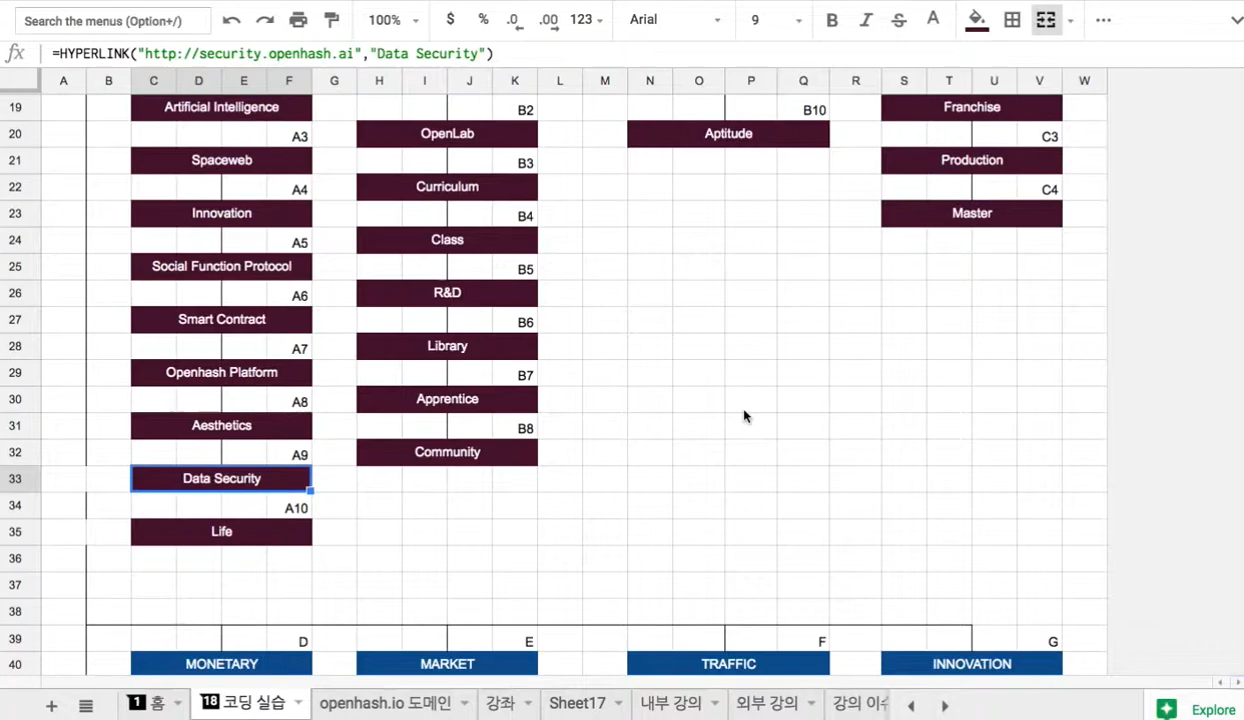 Search the menus (Option+/)
100% $ % .0 .00 123 Arial 9 B I S A
fx =HYPERLINK("http://security.openhash.ai","Data Security")
A B C D E F G H I J K L M N O P Q R S T U V W
19 Artificial Intelligence B2 B10 Franchise
20 A3 OpenLab Aptitude C3
21 Spaceweb B3 Production
22 A4 Curriculum C4
23 Innovation B4 Master
24 A5 Class
25 Social Function Protocol B5
26 A6 R&D
27 Smart Contract B6
28 A7 Library
29 Openhash Platform B7
30 A8 Apprentice
31 Aesthetics B8
32 A9 Community
33 Data Security
34 A10
35 Life
36
37
38
39 D E F G
40 MONETARY MARKET TRAFFIC INNOVATION
1 홈 18 코딩 실습 openhash.io 도메인 강좌 Sheet17 내부 강의 외부 강의 강의 이수 Explore